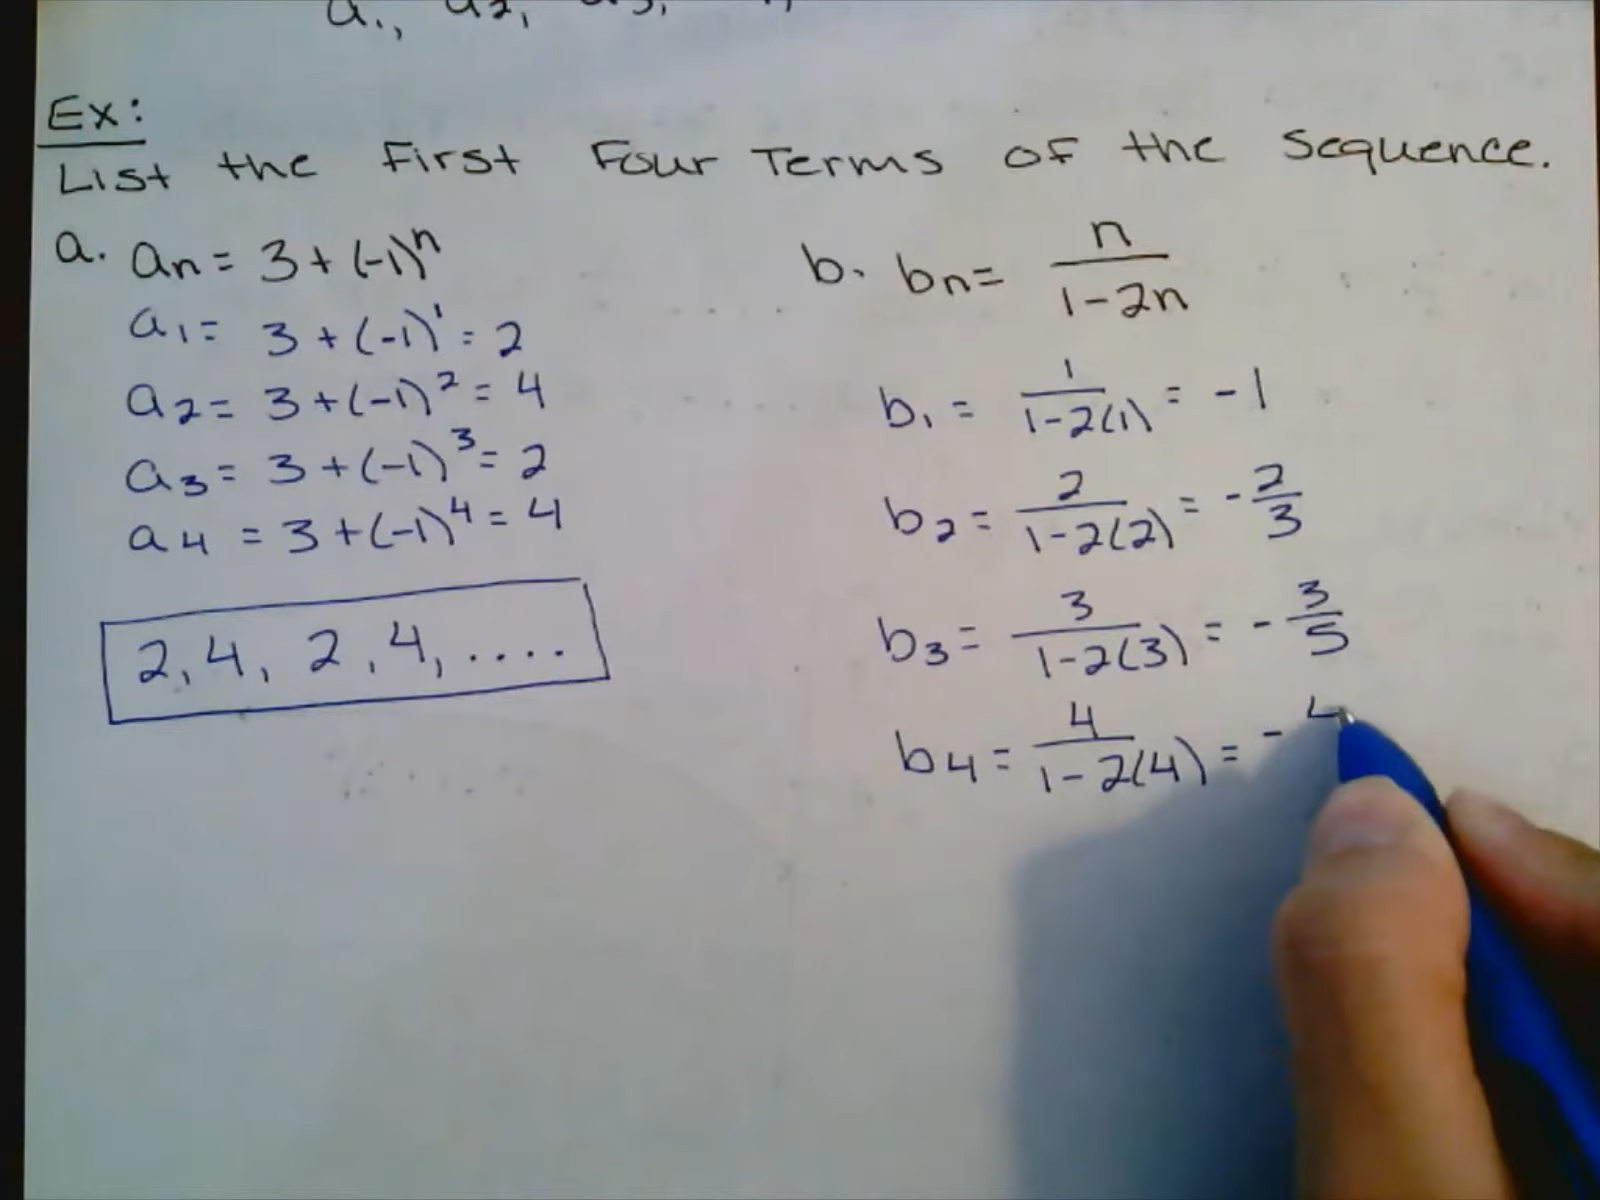 a1, a2, a3,
Ex:
List the First Four Terms of the Sequence.
a. an = 3 + (-1)^n
a1 = 3 + (-1)^1 = 2
a2 = 3 + (-1)^2 = 4
a3 = 3 + (-1)^3 = 2
a4 = 3 + (-1)^4 = 4
2, 4, 2, 4, ....
b. bn = n/(1-2n)
b1 = 1/(1-2(1)) = -1
b2 = 2/(1-2(2)) = -2/3
b3 = 3/(1-2(3)) = -3/5
b4 = 4/(1-2(4)) = -